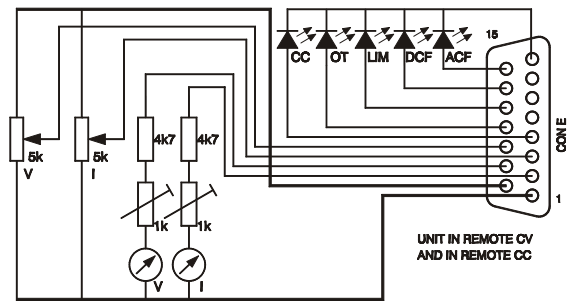 15
CC OT LIM DCF ACF
CON E
4k7 4k7
5k 5k
V I
1k 1k
1
UNIT IN REMOTE CV
AND IN REMOTE CC
V I